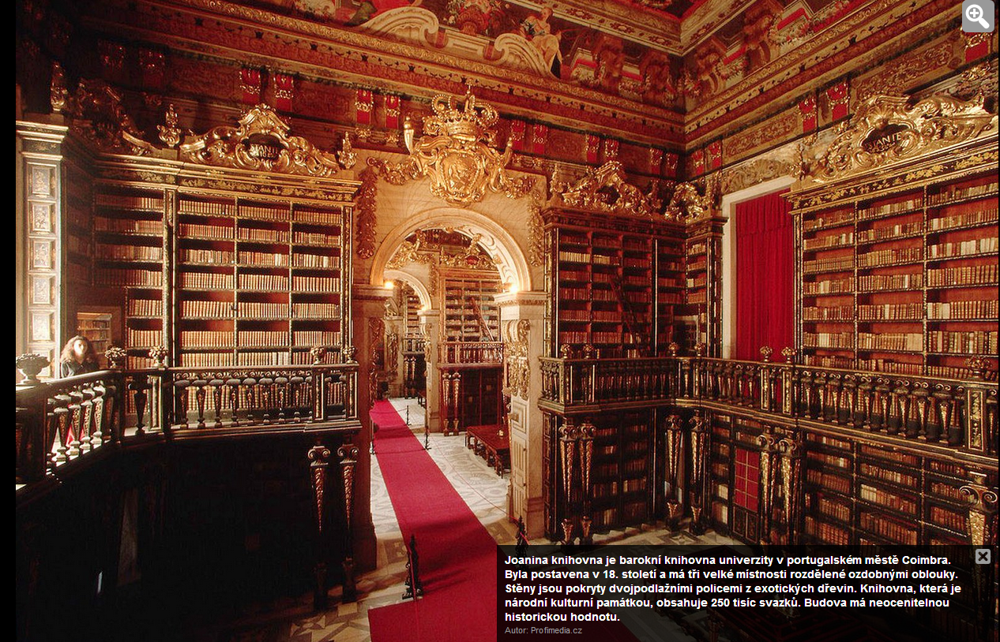 Joanina knihovna je barokní knihovna univerzity v portugalském městě Coimbra.
Byla postavena v 18. století a má tři velké místnosti rozdělené ozdobnými oblouky.
Stěny jsou pokryty dvojpodlažními policemi z exotických dřevin. Knihovna, která je
národní kulturní památkou, obsahuje 250 tisíc svazků. Budova má neocenitelnou
historickou hodnotu.
Autor: Profimedia.cz